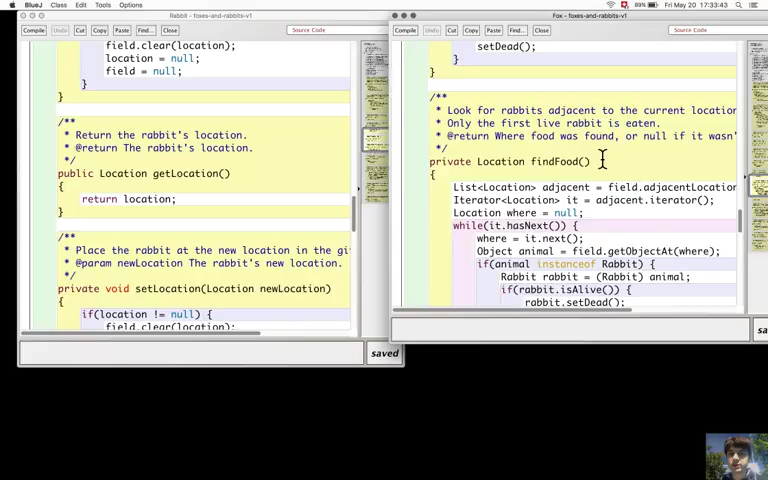 BlueJ Class Edit Tools Options
89% Fri May 20 17:33:43
Rabbit - foxes-and-rabbits-v1
Compile Undo Cut Copy Paste Find... Close Source Code
field.clear(location);
location = null;
field = null;
}
}
/**
* Return the rabbit's location.
* @return The rabbit's location.
*/
public Location getLocation()
{
return location;
}
/**
* Place the rabbit at the new location in the gi
* @param newLocation The rabbit's new location.
*/
private void setLocation(Location newLocation)
{
if(location != null) {
field.clear(location);
saved
Fox - foxes-and-rabbits-v1
Compile Undo Cut Copy Paste Find... Close Source Code
setDead();
}
}
/**
* Look for rabbits adjacent to the current location
* Only the first live rabbit is eaten.
* @return Where food was found, or null if it wasn'
*/
private Location findFood()
{
List<Location> adjacent = field.adjacentLocation
Iterator<Location> it = adjacent.iterator();
Location where = null;
while(it.hasNext()) {
where = it.next();
Object animal = field.getObjectAt(where);
if(animal instanceof Rabbit) {
Rabbit rabbit = (Rabbit) animal;
if(rabbit.isAlive()) {
rabbit.setDead();
sa